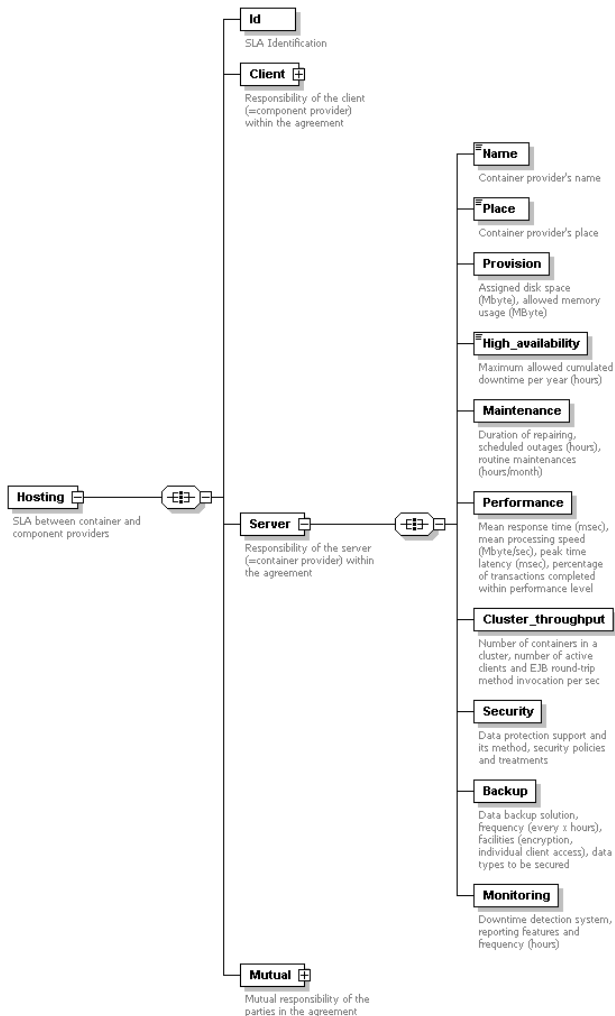 Id
SLA Identification
Client
Responsibility of the client
(=component provider)
within the agreement
Name
Container provider's name
Place
Container provider's place
Provision
Assigned disk space
(Mbyte), allowed memory
usage (MByte)
High_availability
Maximum allowed cumulated
downtime per year (hours)
Maintenance
Duration of repairing,
scheduled outages (hours),
routine maintenances
(hours/month)
Hosting
SLA between container and
component providers
Server
Responsibility of the server
(=container provider) within
the agreement
Performance
Mean response time (msec),
mean processing speed
(Mbyte/sec), peak time
latency (msec), percentage
of transactions completed
within performance level
Cluster_throughput
Number of containers in a
cluster, number of active
clients and EJB round-trip
method invocation per sec
Security
Data protection support and
its method, security policies
and treatments
Backup
Data backup solution,
frequency (every x hours),
facilities (encryption,
individual client access), data
types to be secured
Monitoring
Downtime detection system,
reporting features and
frequency (hours)
Mutual
Mutual responsibility of the
parties in the agreement